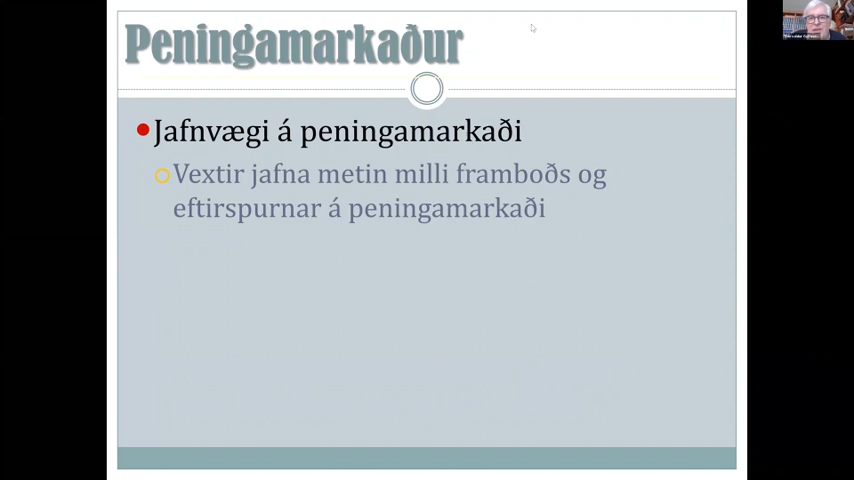 Peningamarkaður
Jafnvægi á peningamarkaði
Vextir jafna metin milli framboðs og
eftirspurnar á peningamarkaði